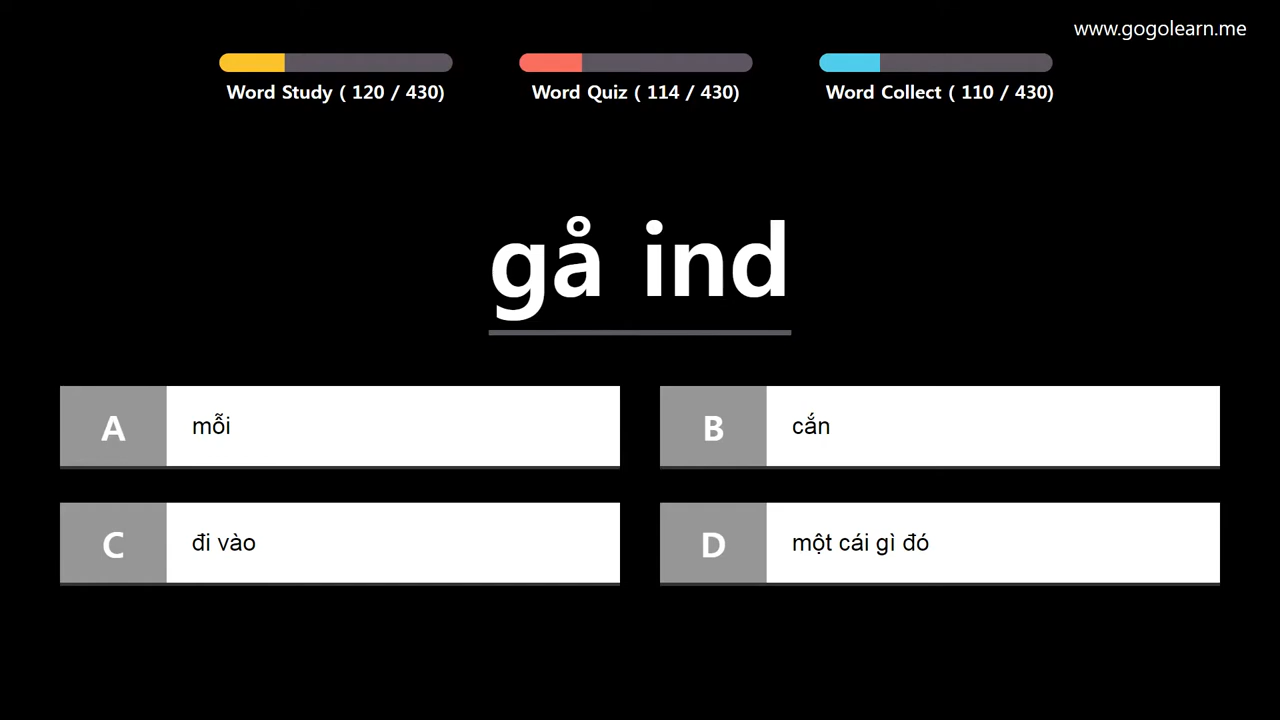 www.gogolearn.me
Word Study ( 120 / 430)
Word Quiz ( 114 / 430)
Word Collect ( 110 / 430)
gå ind
A mỗi
B cắn
C đi vào
D một cái gì đó